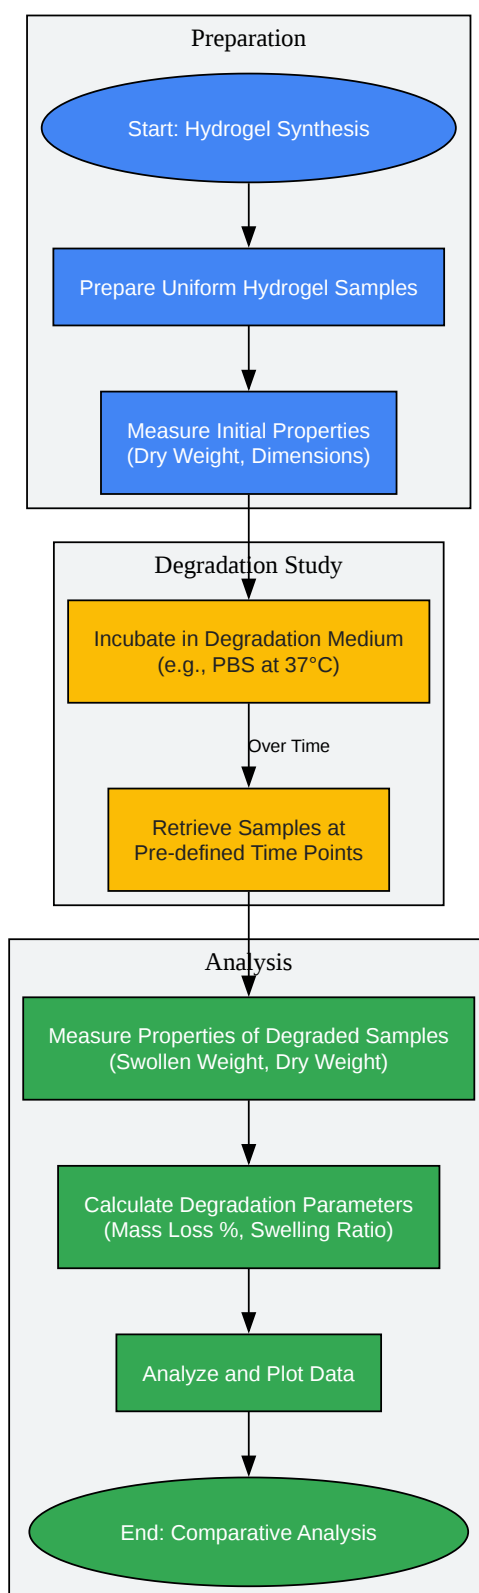 Preparation
Start: Hydrogel Synthesis
Prepare Uniform Hydrogel Samples
Measure Initial Properties
(Dry Weight, Dimensions)
Degradation Study
Incubate in Degradation Medium
(e.g., PBS at 37°C)
Over Time
Retrieve Samples at
Pre-defined Time Points
Analysis
Measure Properties of Degraded Samples
(Swollen Weight, Dry Weight)
Calculate Degradation Parameters
(Mass Loss %, Swelling Ratio)
Analyze and Plot Data
End: Comparative Analysis